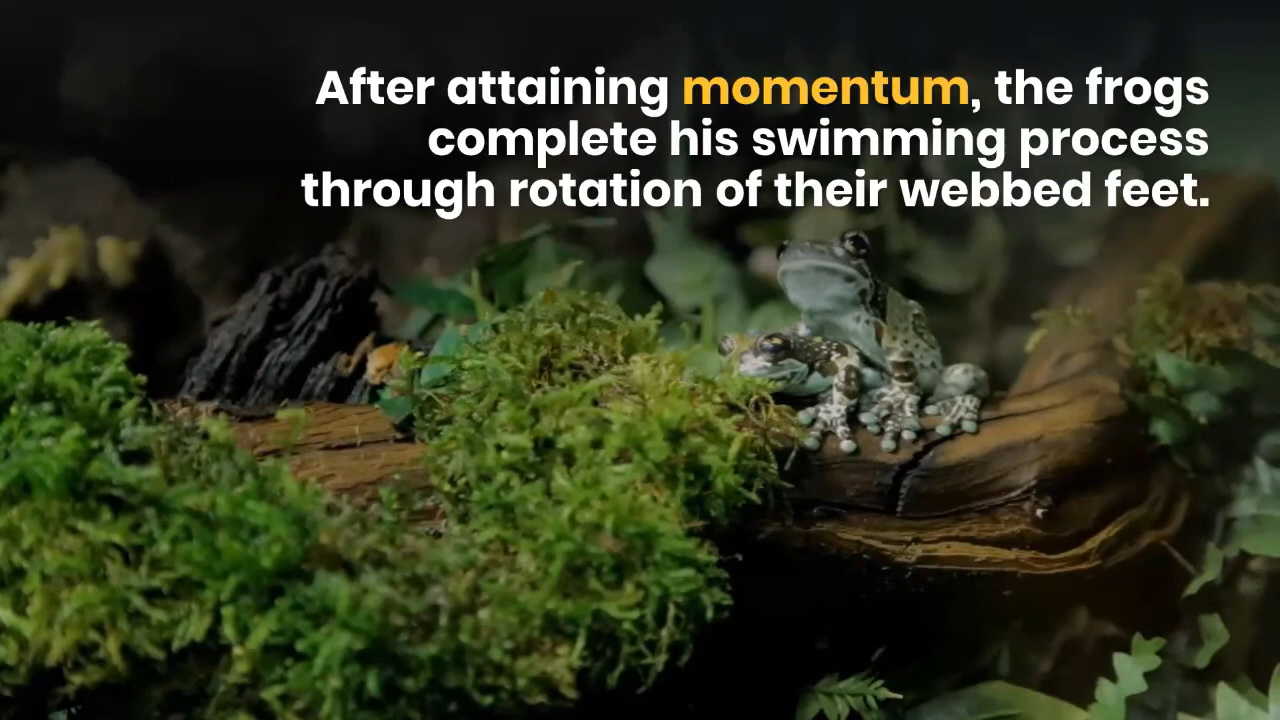 After attaining momentum, the frogs
complete his swimming process
through rotation of their webbed feet.